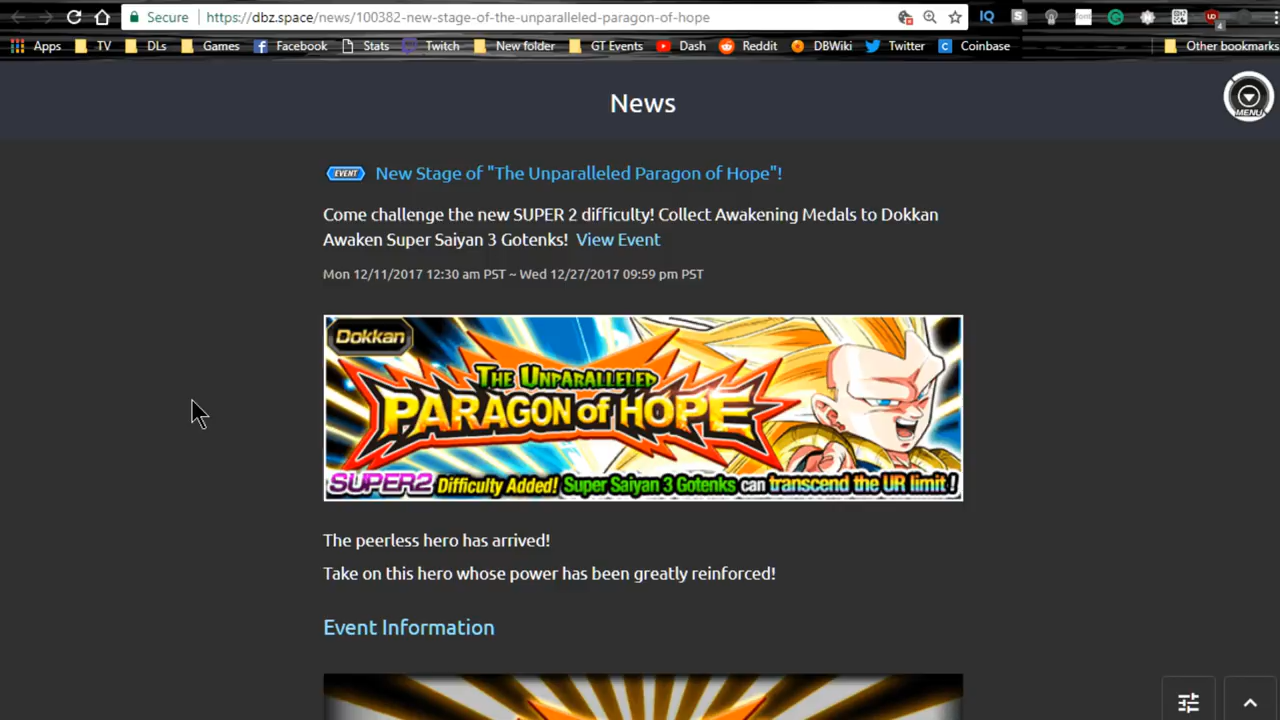 Secure https://dbz.space/news/100382-new-stage-of-the-unparalleled-paragon-of-hope IQ S font UD 4
Apps TV DLs Games Facebook Stats Twitch New folder GT Events Dash Reddit DBWiki Twitter C Coinbase Other bookmarks
News
MENU
EVENT New Stage of "The Unparalleled Paragon of Hope"!
Come challenge the new SUPER 2 difficulty! Collect Awakening Medals to Dokkan
Awaken Super Saiyan 3 Gotenks! View Event
Mon 12/11/2017 12:30 am PST ~ Wed 12/27/2017 09:59 pm PST
Dokkan
THE UNPARALLELED
PARAGON of HOPE
SUPER2 Difficulty Added! Super Saiyan 3 Gotenks can transcend the UR limit!
The peerless hero has arrived!
Take on this hero whose power has been greatly reinforced!
Event Information